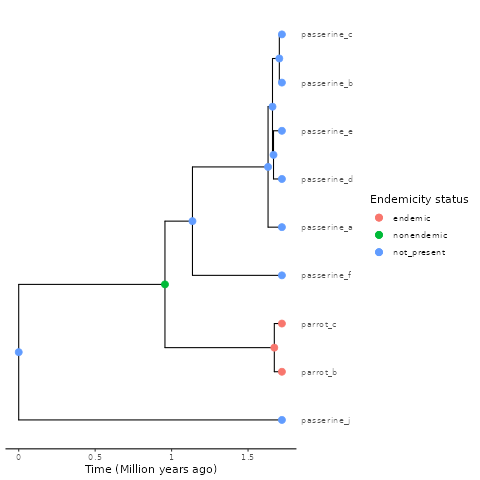 passerine_c
passerine_b
passerine_e
passerine_d
passerine_a
passerine_f
parrot_c
parrot_b
passerine_j
Endemicity status
endemic
nonendemic
not_present
0 0.5 1 1.5
Time (Million years ago)